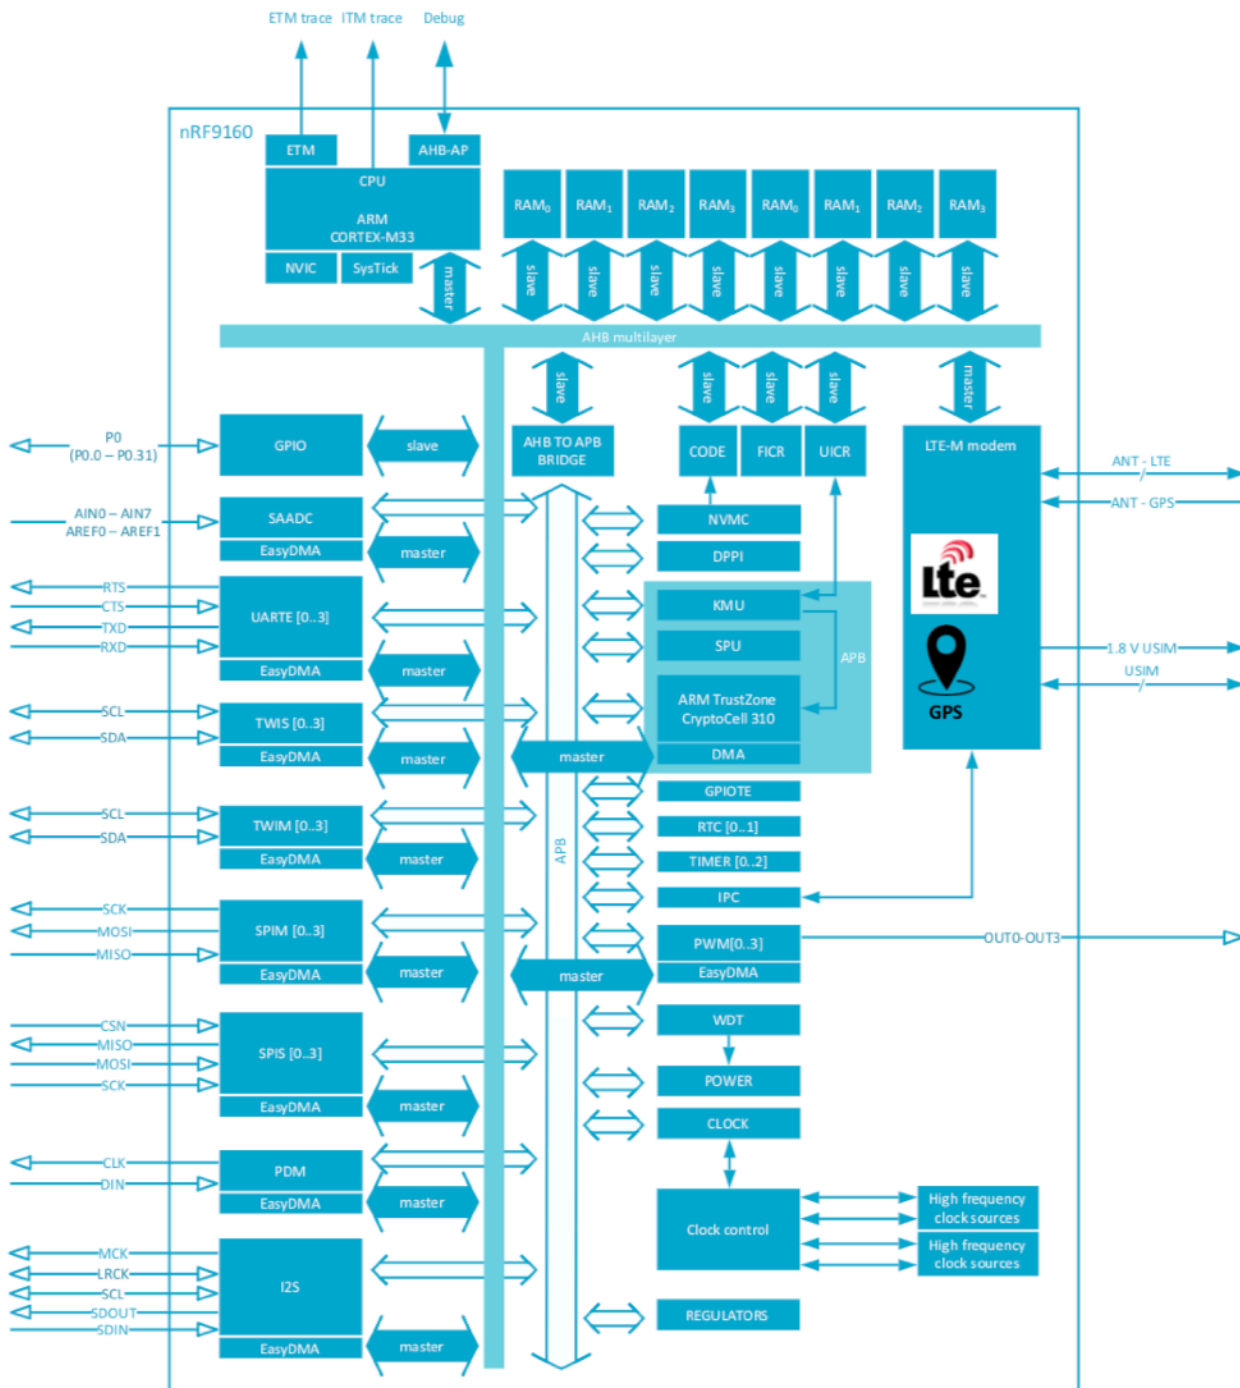 ETM trace ITM trace Debug
nRF9160
ETM
AHB-AP
CPU
ARM
CORTEX-M33
NVIC
SysTick
master
RAM0
RAM1
RAM2
RAM3
RAM0
RAM1
RAM2
RAM3
slave
slave
slave
slave
slave
slave
slave
slave
AHB multilayer
slave
slave
slave
slave
master
P0
(P0.0 – P0.31)
GPIO
slave
AHB TO APB
BRIDGE
CODE
FICR
UICR
LTE-M modem
ANT - LTE
ANT - GPS
AIN0 – AIN7
AREF0 – AREF1
SAADC
EasyDMA
master
NVMC
DPPI
Lte
GPS
RTS
CTS
TXD
RXD
UARTE [0..3]
EasyDMA
master
KMU
SPU
APB
1.8 V USIM
USIM
SCL
SDA
TWIS [0..3]
EasyDMA
master
ARM TrustZone
CryptoCell 310
DMA
master
GPIOTE
SCL
SDA
TWIM [0..3]
EasyDMA
master
APB
RTC [0..1]
TIMER [0..2]
IPC
SCK
MOSI
MISO
SPIM [0..3]
EasyDMA
master
master
PWM[0..3]
EasyDMA
OUT0-OUT3
CSN
MISO
MOSI
SCK
SPIS [0..3]
EasyDMA
master
WDT
POWER
CLOCK
CLK
DIN
PDM
EasyDMA
master
Clock control
High frequency
clock sources
High frequency
clock sources
MCK
LRCK
SCL
SDOUT
SDIN
I2S
EasyDMA
master
REGULATORS